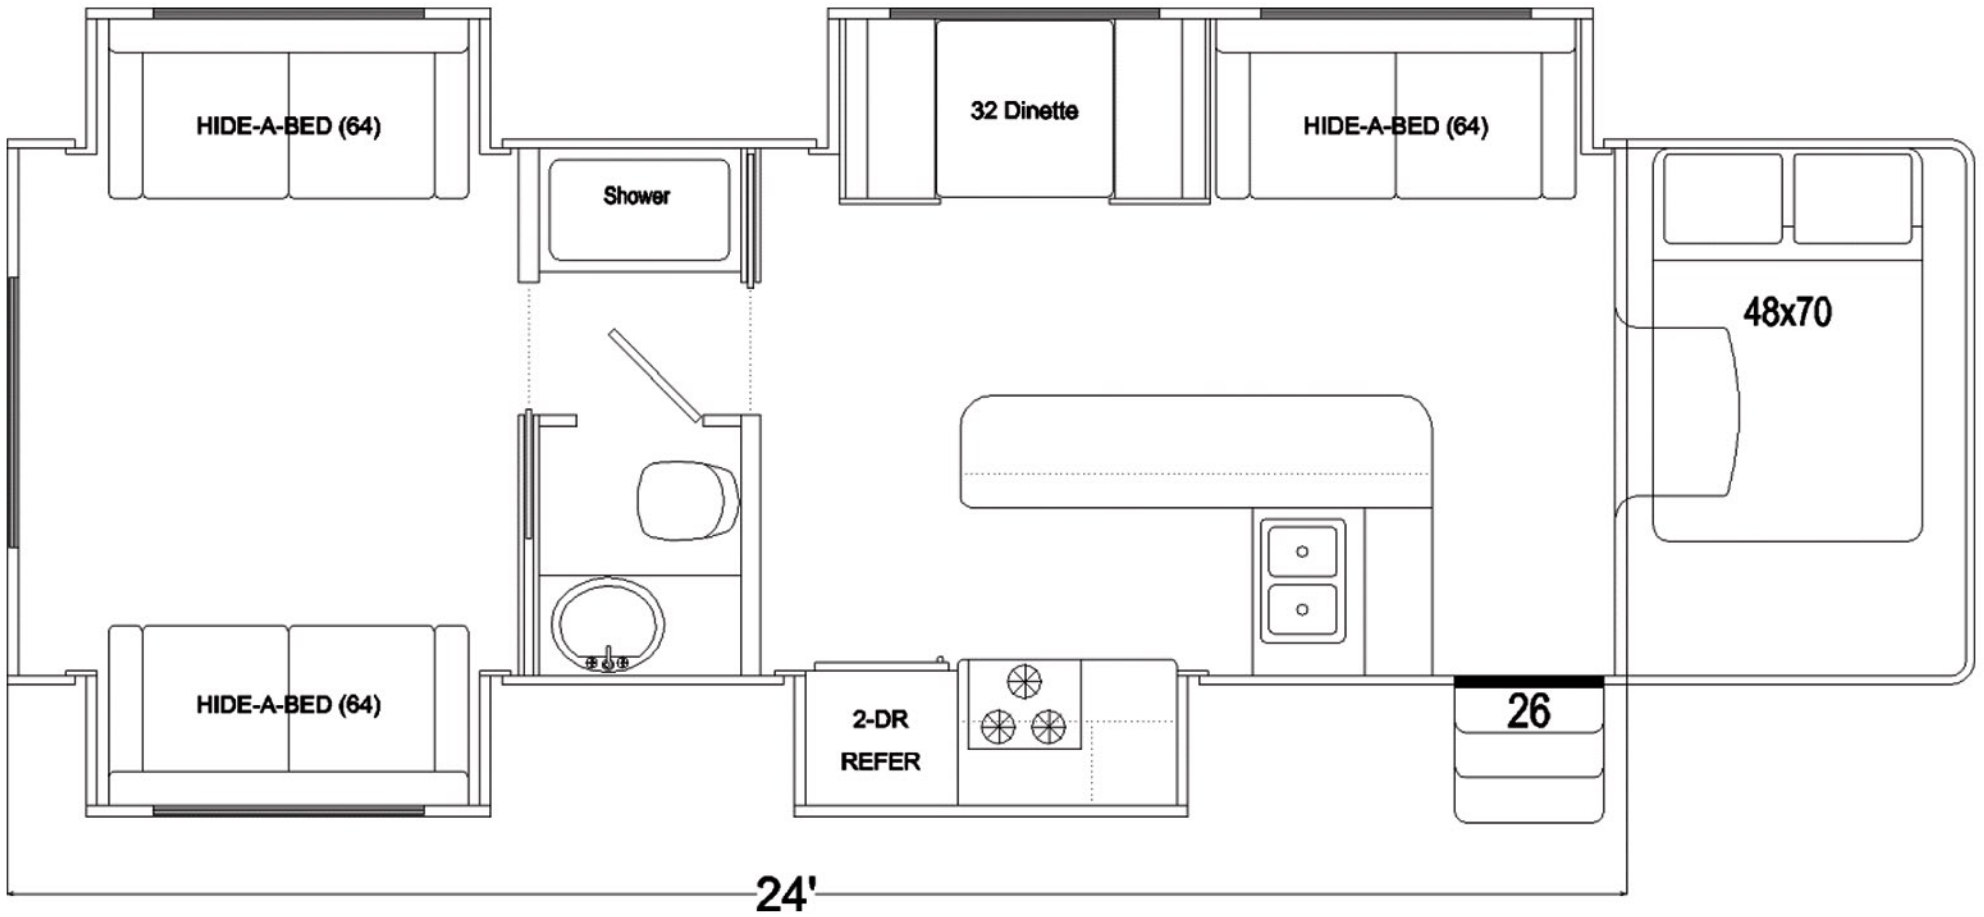 HIDE-A-BED (64)
32 Dinette
HIDE-A-BED (64)
Shower
48x70
HIDE-A-BED (64)
2-DR
REFER
26
24'